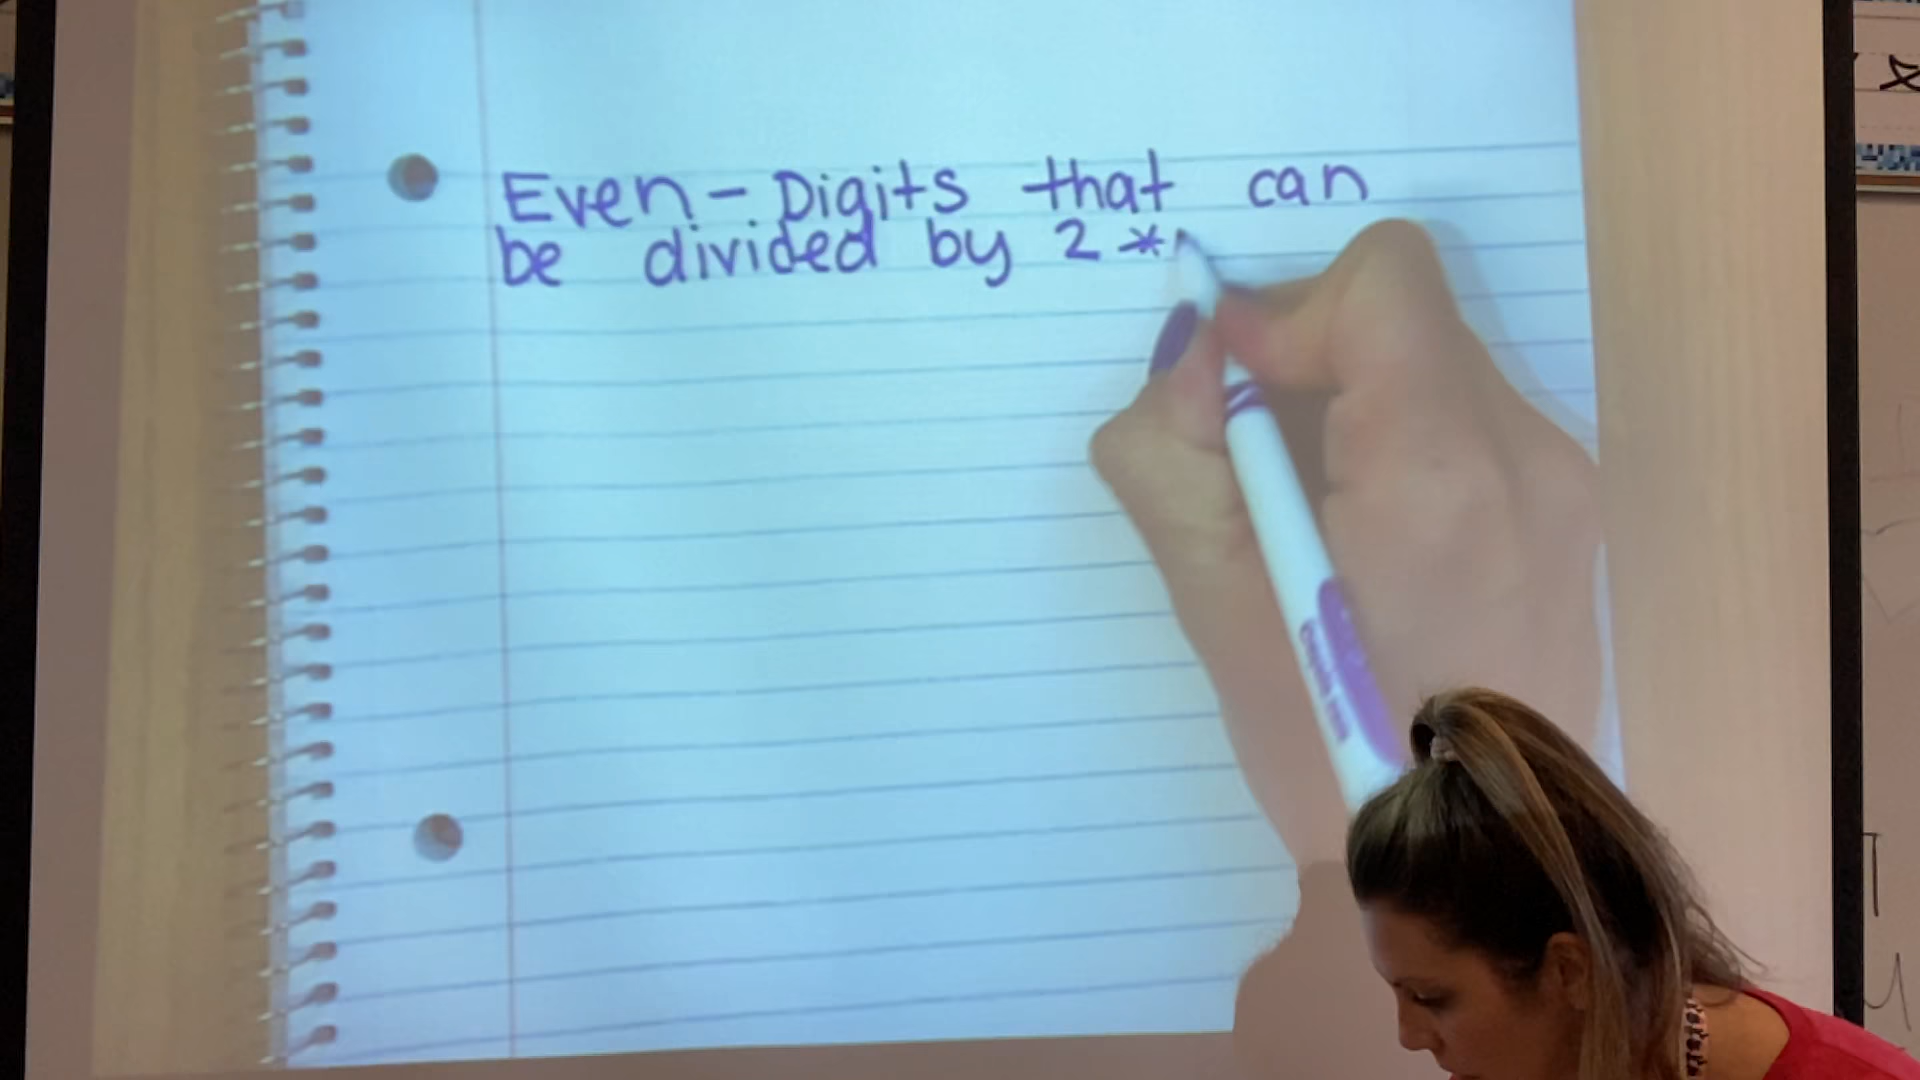 Even - Digits that can
be divided by 2 *